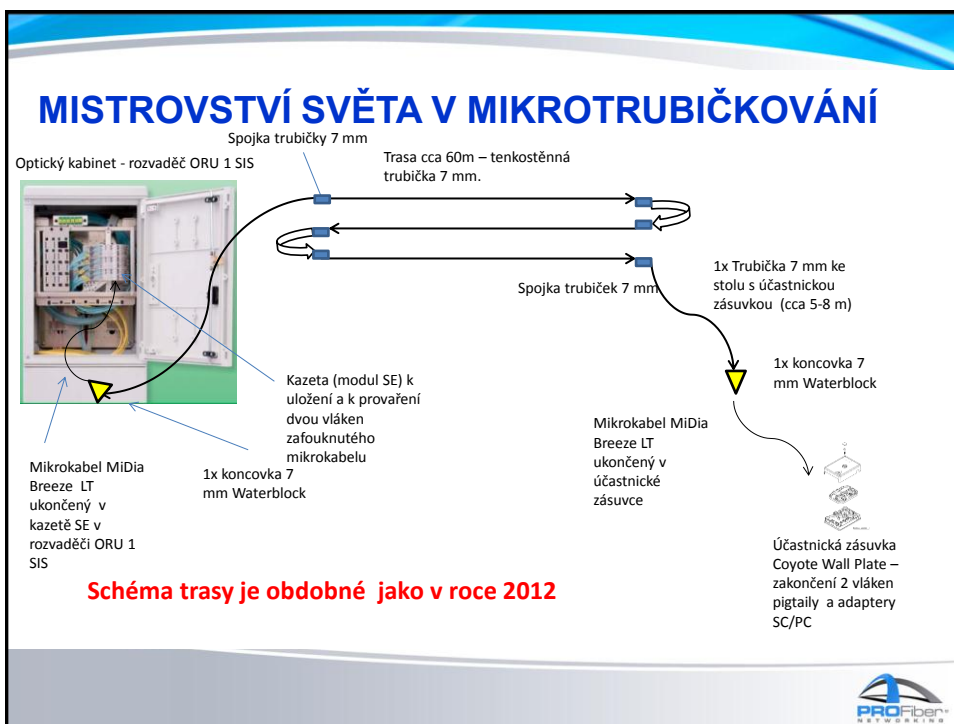 MISTROVSTVÍ SVĚTA V MIKROTRUBIČKOVÁNÍ
Spojka trubičky 7 mm
Optický kabinet - rozvaděč ORU 1 SIS
Trasa cca 60m – tenkostěnná
trubička 7 mm.
Spojka trubiček 7 mm
1x Trubička 7 mm ke
stolu s účastnickou
zásuvkou (cca 5-8 m)
1x koncovka 7
mm Waterblock
Kazeta (modul SE) k
uložení a k provaření
dvou vláken
zafouknutého
mikrokabelu
Mikrokabel MiDia
Breeze LT
ukončený v
účastnické
zásuvce
Mikrokabel MiDia
Breeze LT
ukončený v
kazetě SE v
rozvaděči ORU 1
SIS
1x koncovka 7
mm Waterblock
Účastnická zásuvka
Coyote Wall Plate –
zakončení 2 vláken
pigtaily a adaptery
SC/PC
Schéma trasy je obdobné jako v roce 2012
PROFiber
NETWORKING